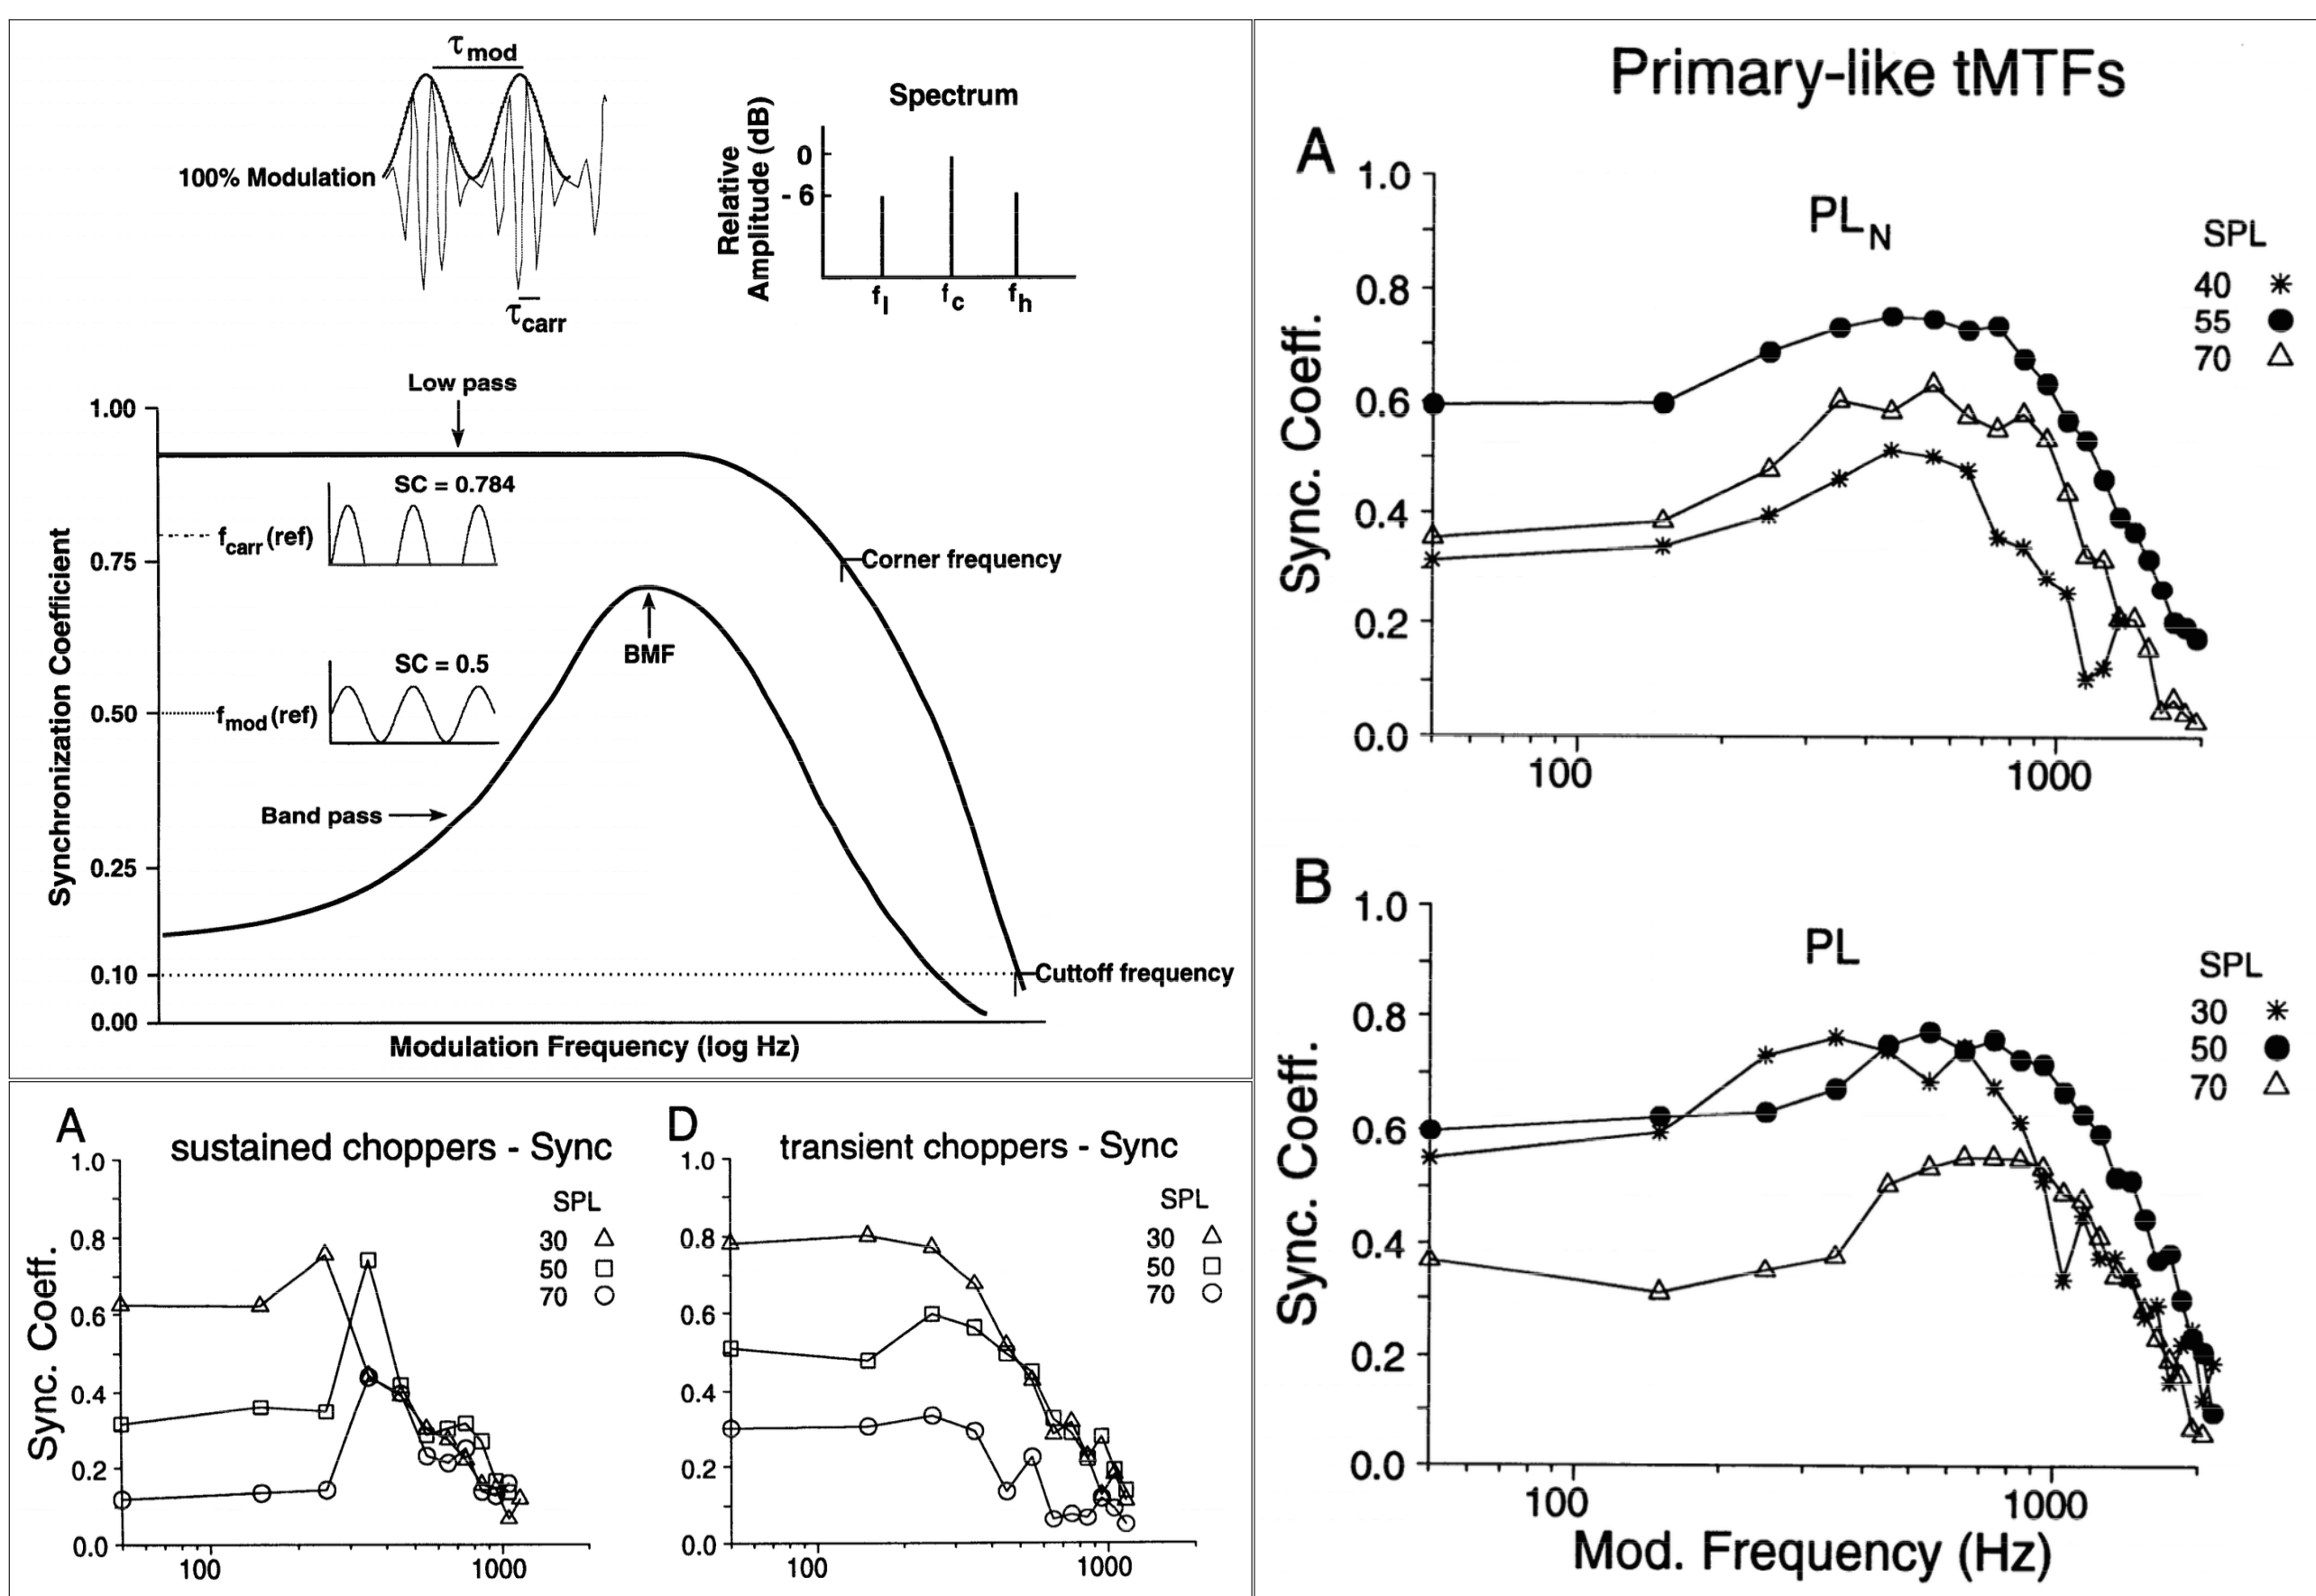 τmod
100% Modulation
τcarr
Spectrum
Relative
Amplitude (dB)
0
- 6
fl
fc
fh
Low pass
1.00
SC = 0.784
fcarr (ref)
0.75
Corner frequency
Synchronization Coefficient
BMF
SC = 0.5
0.50
fmod (ref)
Band pass
0.25
0.10
Cuttoff frequency
0.00
Modulation Frequency (log Hz)
A
sustained choppers - Sync
1.0
SPL
30
0.8
50
70
0.6
Sync. Coeff.
0.4
0.2
0.0
100
1000
D
transient choppers - Sync
1.0
SPL
30
0.8
50
70
0.6
0.4
0.2
0.0
100
1000
Primary-like tMTFs
A
1.0
PLN
SPL
40
0.8
55
70
Sync. Coeff.
0.6
0.4
0.2
0.0
100
1000
B
1.0
PL
SPL
30
0.8
50
70
Sync. Coeff.
0.6
0.4
0.2
0.0
100
1000
Mod. Frequency (Hz)